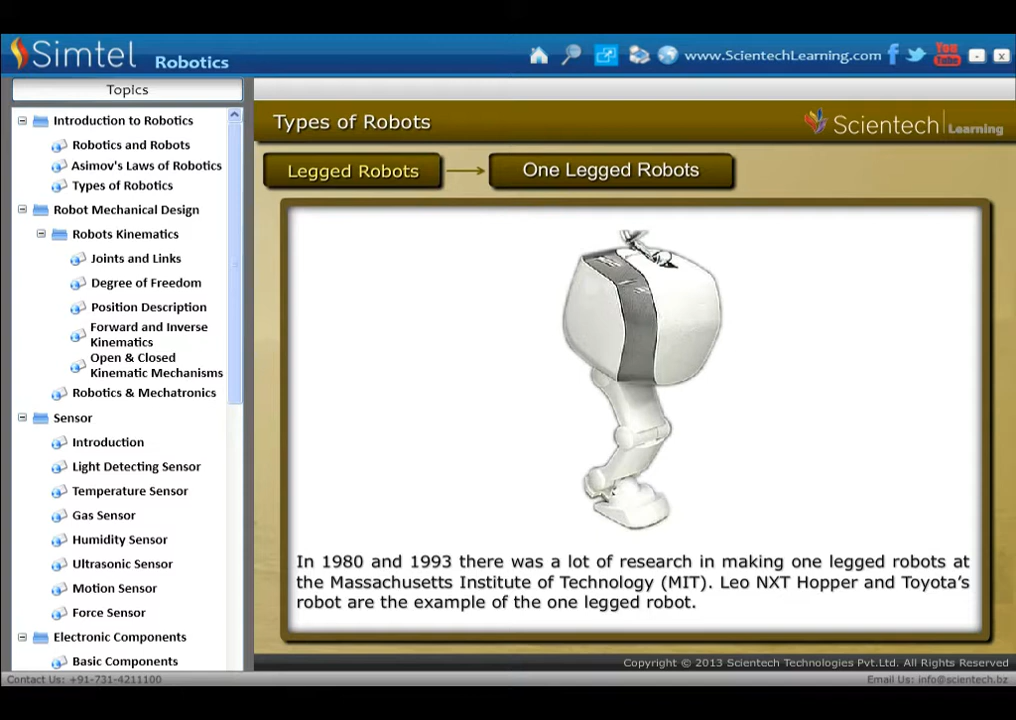 Simtel Robotics
www.ScientechLearning.com
You
Tube
Topics
Introduction to Robotics
Robotics and Robots
Asimov's Laws of Robotics
Types of Robotics
Robot Mechanical Design
Robots Kinematics
Joints and Links
Degree of Freedom
Position Description
Forward and Inverse
Kinematics
Open & Closed
Kinematic Mechanisms
Robotics & Mechatronics
Sensor
Introduction
Light Detecting Sensor
Temperature Sensor
Gas Sensor
Humidity Sensor
Ultrasonic Sensor
Motion Sensor
Force Sensor
Electronic Components
Basic Components
Types of Robots
Scientech Learning
Legged Robots
One Legged Robots
In 1980 and 1993 there was a lot of research in making one legged robots at
the Massachusetts Institute of Technology (MIT). Leo NXT Hopper and Toyota's
robot are the example of the one legged robot.
Copyright © 2013 Scientech Technologies Pvt.Ltd. All Rights Reserved
Contact Us: +91-731-4211100
Email Us: info@scientech.bz